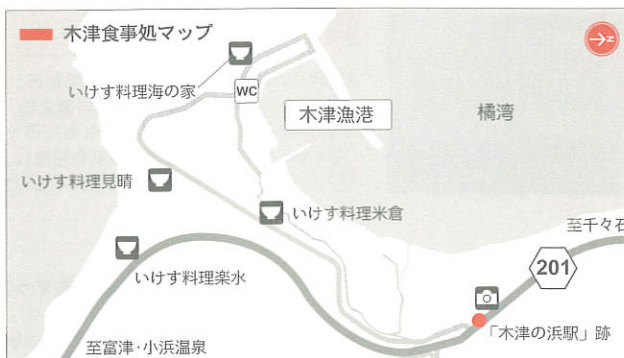 木津食事処マップ
N
いけす料理海の家
WC
木津漁港
橘湾
いけす料理見晴
いけす料理米倉
至千々石
いけす料理楽水
201
「木津の浜駅」跡
至富津・小浜温泉